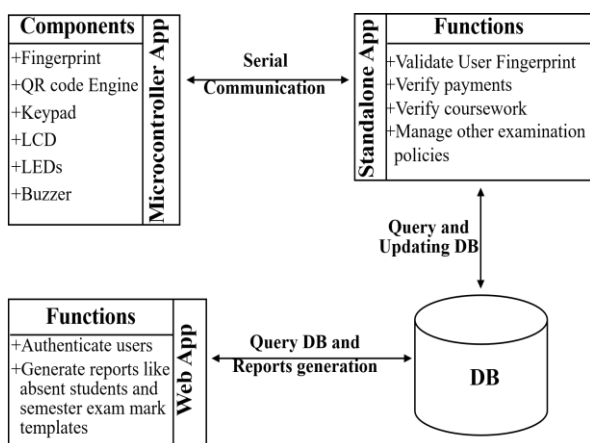 Components
+Fingerprint
+QR code Engine
+Keypad
+LCD
+LEDs
+Buzzer
Microcontroller App
Serial
Communication
Standalone App
Functions
+Validate User Fingerprint
+Verify payments
+Verify coursework
+Manage other examination
policies
Query and
Updating DB
Functions
+Authenticate users
+Generate reports like
absent students and
semester exam mark
templates
Web App
Query DB and
Reports generation
DB